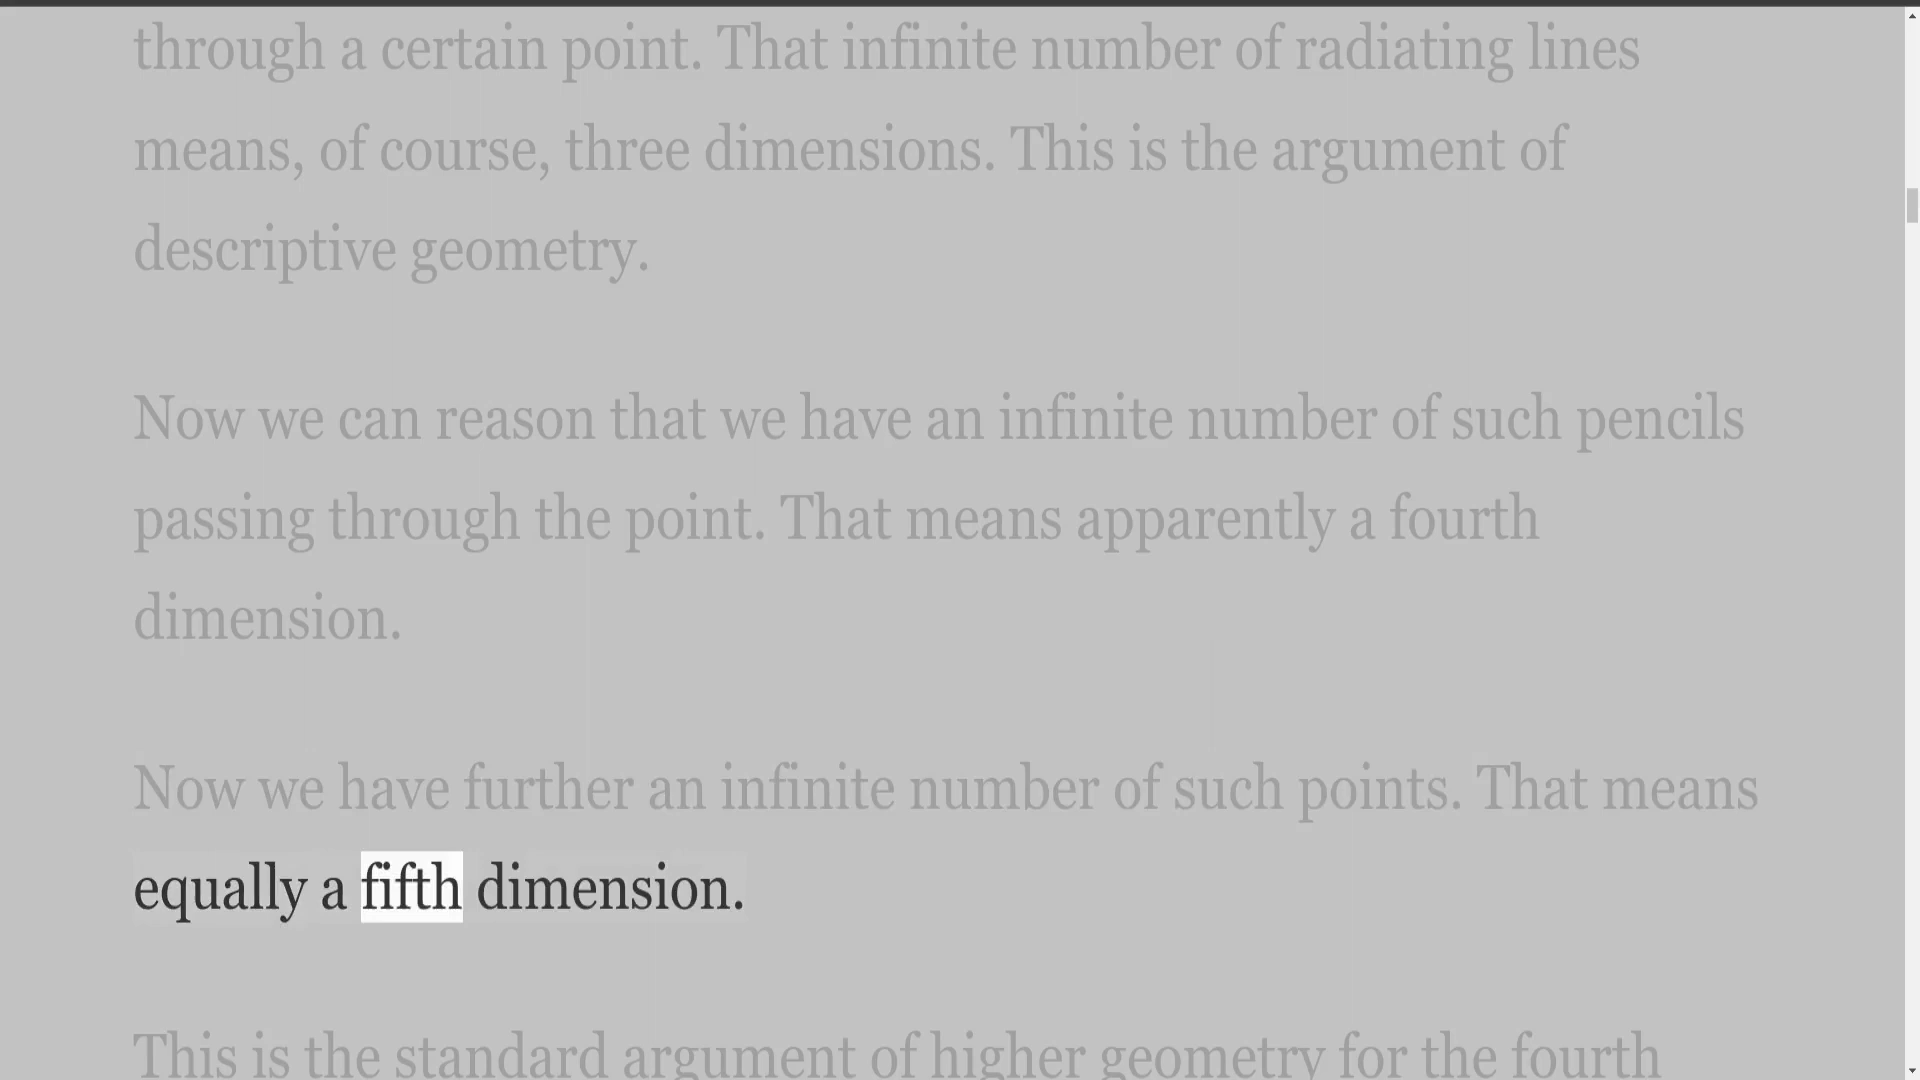 through a certain point. That infinite number of radiating lines
means, of course, three dimensions. This is the argument of
descriptive geometry.
Now we can reason that we have an infinite number of such pencils
passing through the point. That means apparently a fourth
dimension.
Now we have further an infinite number of such points. That means
equally a fifth dimension.
This is the standard argument of higher geometry for the fourth